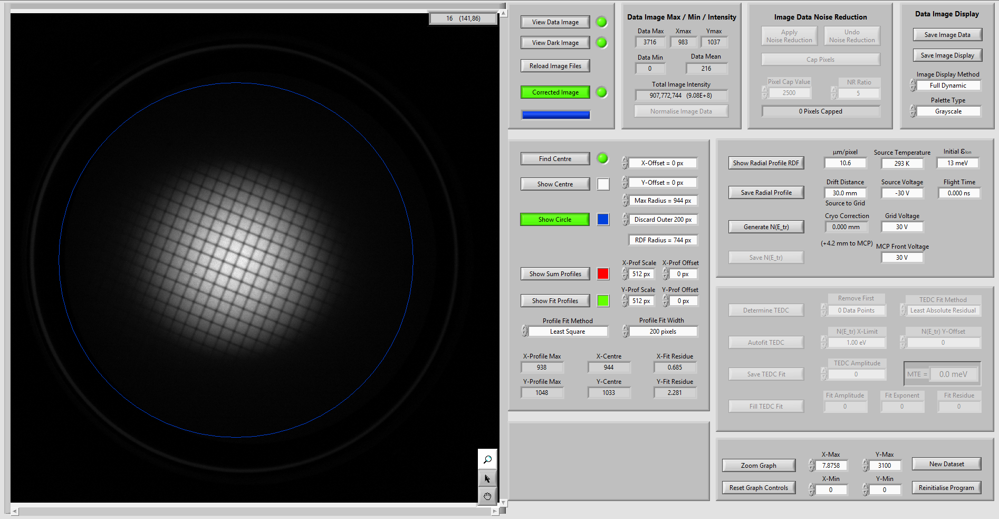 16 (141,86)
View Data Image
View Dark Image
Reload Image Files
Corrected Image
Data Image Max / Min / Intensity
Data Max Xmax Ymax
3716 983 1037
Data Min Data Mean
0 216
Total Image Intensity
907,772,744 (9.08E+8)
Normalise Image Data
Image Data Noise Reduction
Apply
Noise Reduction
Undo
Noise Reduction
Cap Pixels
Pixel Cap Value NR Ratio
2500 5
0 Pixels Capped
Data Image Display
Save Image Data
Save Image Display
Image Display Method
Full Dynamic
Palette Type
Grayscale
Find Centre
X-Offset = 0 px
Show Centre
Y-Offset = 0 px
Max Radius = 944 px
Show Circle
Discard Outer 200 px
RDF Radius = 744 px
X-Prof Scale X-Prof Offset
Show Sum Profiles
512 px 0 px
Y-Prof Scale Y-Prof Offset
Show Fit Profiles
512 px 0 px
Profile Fit Method Profile Fit Width
Least Square 200 pixels
X-Profile Max X-Centre X-Fit Residue
938 944 0.685
Y-Profile Max Y-Centre Y-Fit Residue
1048 1033 2.281
Show Radial Profile RDF
µm/pixel Source Temperature Initial εIon
10.6 293 K 13 meV
Save Radial Profile
Drift Distance Source Voltage Flight Time
30.0 mm -30 V 0.000 ns
Source to Grid
Cryo Correction Grid Voltage
Generate N(E_tr)
0.000 mm 30 V
(+4.2 mm to MCP) MCP Front Voltage
Save N(E_tr)
30 V
Remove First TEDC Fit Method
Determine TEDC
0 Data Points Least Absolute Residual
N(E_tr) X-Limit N(E_tr) Y-Offset
Autofit TEDC
1.00 eV 0
TEDC Amplitude
Save TEDC Fit
0
MTE = 0.0 meV
Fit Amplitude Fit Exponent Fit Residue
Fill TEDC Fit
0 0 0
X-Max Y-Max
Zoom Graph
7.8758 3100
New Dataset
X-Min Y-Min
Reset Graph Controls
0 0
Reinitialise Program